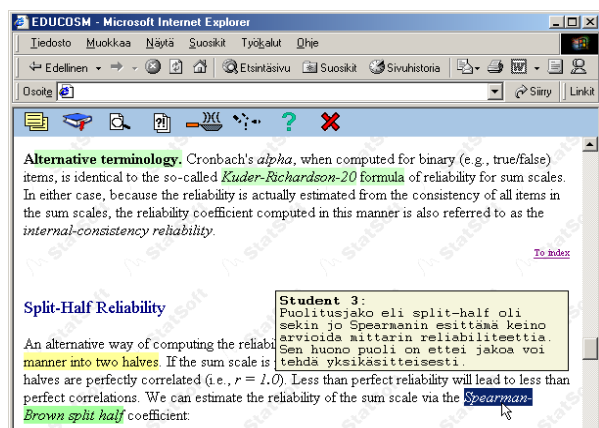 EDUCOSM - Microsoft Internet Explorer
Tiedosto Muokkaa Näytä Suosikit Työkalut Ohje
Edellinen Etsintäsivu Suosikit Sivuhistoria
Osoite Siirry Linkit
Alternative terminology. Cronbach's alpha, when computed for binary (e.g., true/false)
items, is identical to the so-called Kuder-Richardson-20 formula of reliability for sum scales.
In either case, because the reliability is actually estimated from the consistency of all items in
the sum scales, the reliability coefficient computed in this manner is also referred to as the
internal-consistency reliability.
To index
Split-Half Reliability
Student 3:
Puolitusjako eli split-half oli
sekin jo Spearmanin esittämä keino
arvioida mittarin reliabiliteettia.
Sen huono puoli on ettei jakoa voi
tehdä yksikäsitteisesti.
An alternative way of computing the reliabi
manner into two halves. If the sum scale is
halves are perfectly correlated (i.e., r = 1.0). Less than perfect reliability will lead to less than
perfect correlations. We can estimate the reliability of the sum scale via the Spearman-
Brown split half coefficient:
StatSoft